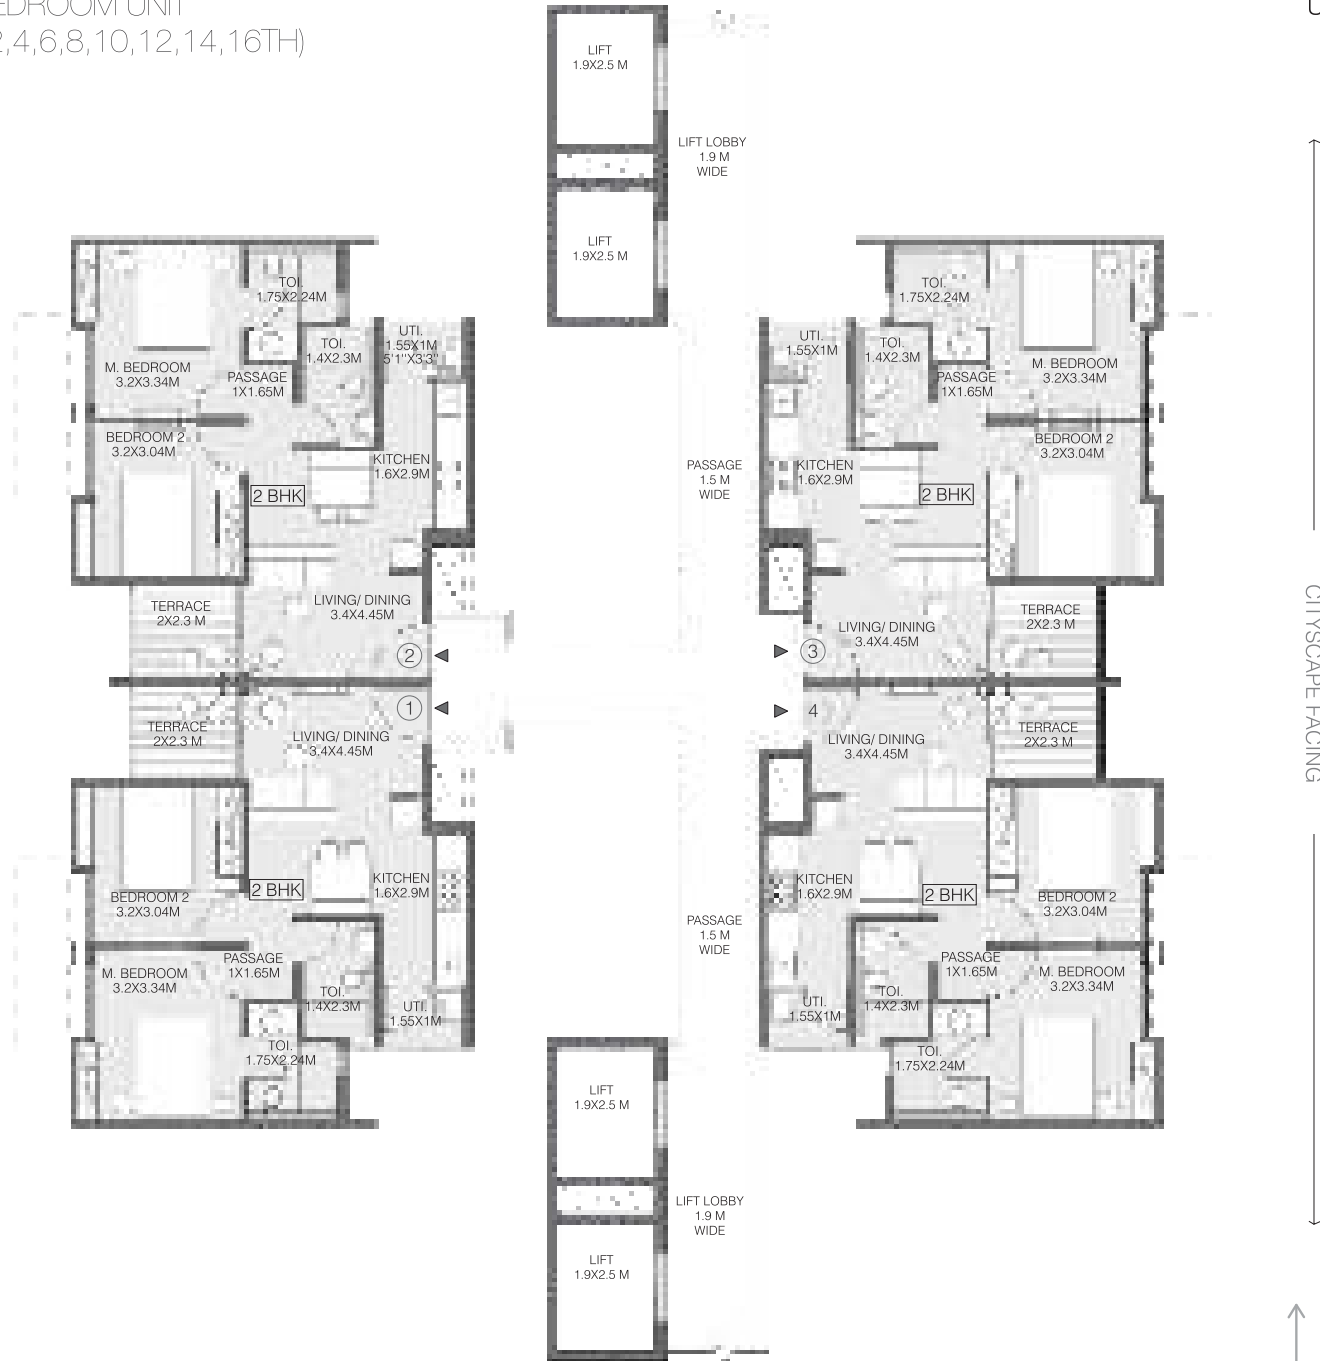 EDROOM UNIT
2,4,6,8,10,12,14,16TH)
LIFT
1.9X2.5 M
LIFT LOBBY
1.9 M
WIDE
LIFT
1.9X2.5 M
TOI.
1.75X2.24M
TOI.
1.4X2.3M
UTI.
1.55X1M
5'1"X3'3"
M. BEDROOM
3.2X3.34M
PASSAGE
1X1.65M
BEDROOM 2
3.2X3.04M
KITCHEN
1.6X2.9M
2 BHK
TERRACE
2X2.3 M
LIVING/ DINING
3.4X4.45M
2
TOI.
1.75X2.24M
UTI.
1.55X1M
TOI.
1.4X2.3M
PASSAGE
1X1.65M
M. BEDROOM
3.2X3.34M
BEDROOM 2
3.2X3.04M
PASSAGE
1.5 M
WIDE
KITCHEN
1.6X2.9M
2 BHK
LIVING/ DINING
3.4X4.45M
TERRACE
2X2.3 M
3
CITYSCAPE FACING
1
TERRACE
2X2.3 M
LIVING/ DINING
3.4X4.45M
2 BHK
KITCHEN
1.6X2.9M
BEDROOM 2
3.2X3.04M
PASSAGE
1X1.65M
M. BEDROOM
3.2X3.34M
TOI.
1.4X2.3M
UTI.
1.55X1M
TOI.
1.75X2.24M
4
LIVING/ DINING
3.4X4.45M
TERRACE
2X2.3 M
KITCHEN
1.6X2.9M
2 BHK
BEDROOM 2
3.2X3.04M
PASSAGE
1.5 M
WIDE
PASSAGE
1X1.65M
M. BEDROOM
3.2X3.34M
UTI.
1.55X1M
TOI.
1.4X2.3M
TOI.
1.75X2.24M
LIFT
1.9X2.5 M
LIFT LOBBY
1.9 M
WIDE
LIFT
1.9X2.5 M